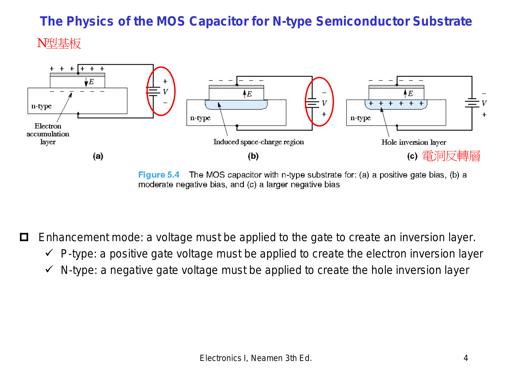 The Physics of the MOS Capacitor for N-type Semiconductor Substrate
N型基板
+ + + + + +
E
- - - - - -
n-type
+
V
−
Electron
accumulation
layer
(a)
- - - - - -
E
n-type
−
V
+
Induced space-charge region
(b)
- - - - - -
E
+ + + + + +
n-type
−
V
+
Hole inversion layer
(c) 電洞反轉層
Figure 5.4 The MOS capacitor with n-type substrate for: (a) a positive gate bias, (b) a
moderate negative bias, and (c) a larger negative bias
Enhancement mode: a voltage must be applied to the gate to create an inversion layer.
✓ P-type: a positive gate voltage must be applied to create the electron inversion layer
✓ N-type: a negative gate voltage must be applied to create the hole inversion layer
Electronics I, Neamen 3th Ed.
4